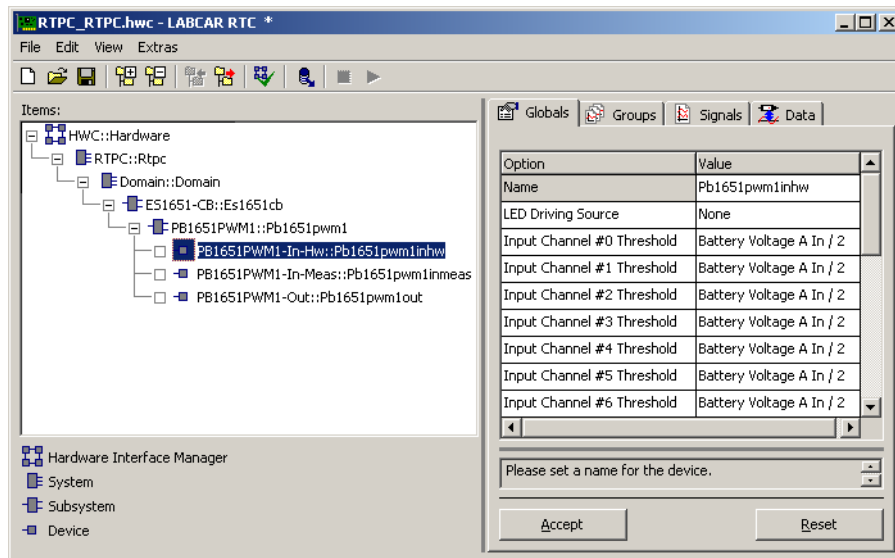 RTPC_RTPC.hwc - LABCAR RTC *
File Edit View Extras
Items:
HWC::Hardware
RTPC::Rtpc
Domain::Domain
ES1651-CB::Es1651cb
PB1651PWM1::Pb1651pwm1
PB1651PWM1-In-Hw::Pb1651pwm1inhw
PB1651PWM1-In-Meas::Pb1651pwm1inmeas
PB1651PWM1-Out::Pb1651pwm1out
Hardware Interface Manager
System
Subsystem
Device
Globals Groups Signals Data
Option Value
Name Pb1651pwm1inhw
LED Driving Source None
Input Channel #0 Threshold Battery Voltage A In / 2
Input Channel #1 Threshold Battery Voltage A In / 2
Input Channel #2 Threshold Battery Voltage A In / 2
Input Channel #3 Threshold Battery Voltage A In / 2
Input Channel #4 Threshold Battery Voltage A In / 2
Input Channel #5 Threshold Battery Voltage A In / 2
Input Channel #6 Threshold Battery Voltage A In / 2
Please set a name for the device.
Accept Reset